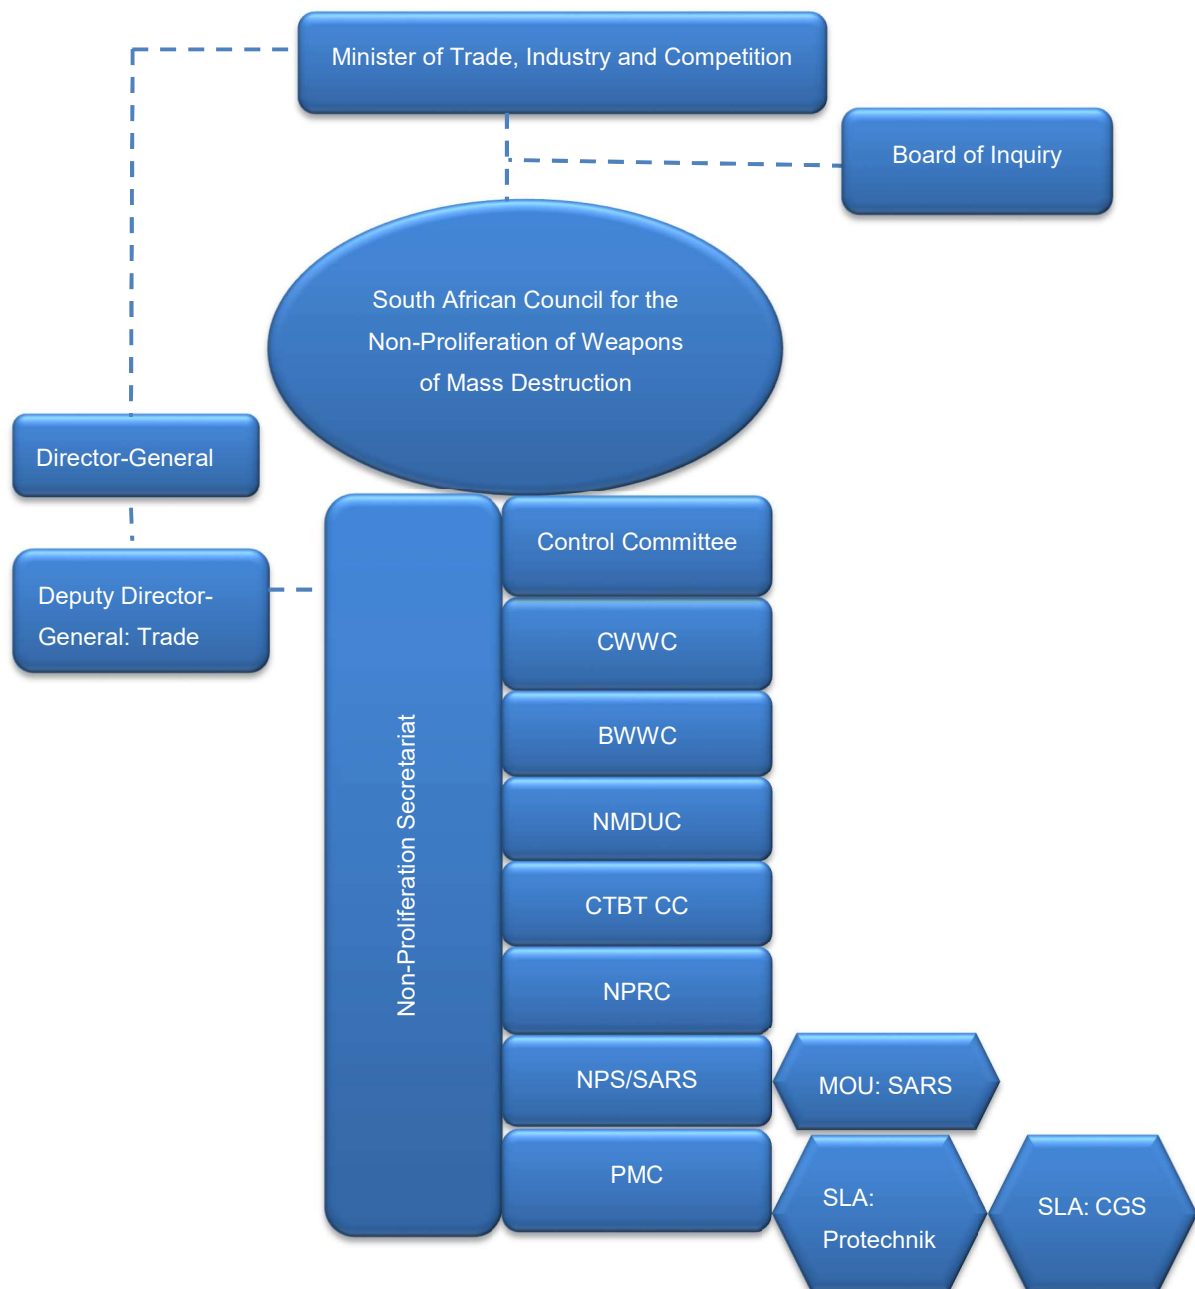 Minister of Trade, Industry and Competition
Board of Inquiry
South African Council for the
Non-Proliferation of Weapons
of Mass Destruction
Director-General
Deputy Director-
General: Trade
Non-Proliferation Secretariat
Control Committee
CWWC
BWWC
NMDUC
CTBT CC
NPRC
NPS/SARS
MOU: SARS
PMC
SLA:
Protechnik
SLA: CGS